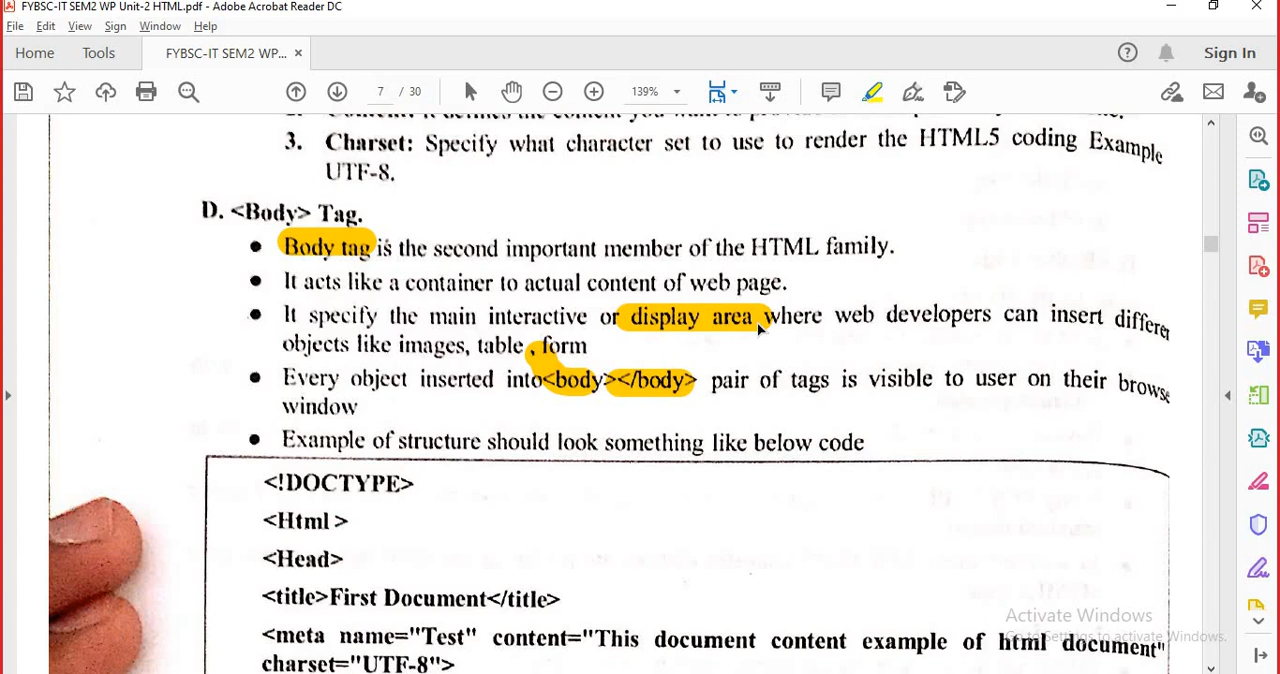 FYBSC-IT SEM2 WP Unit-2 HTML.pdf - Adobe Acrobat Reader DC
File Edit View Sign Window Help
Home Tools FYBSC-IT SEM2 WP... × Sign In
7 / 30 139%
3. Charset: Specify what character set to use to render the HTML5 coding Example
UTF-8.
D. <Body> Tag.
• Body tag is the second important member of the HTML family.
• It acts like a container to actual content of web page.
• It specify the main interactive or display area where web developers can insert differe
objects like images, table , form
• Every object inserted into<body></body> pair of tags is visible to user on their browse
window
• Example of structure should look something like below code
<!DOCTYPE>
<Html >
<Head>
<title>First Document</title>
<meta name="Test" content="This document content example of html document"
charset="UTF-8">
Activate Windows
Go to Settings to activate Windows.